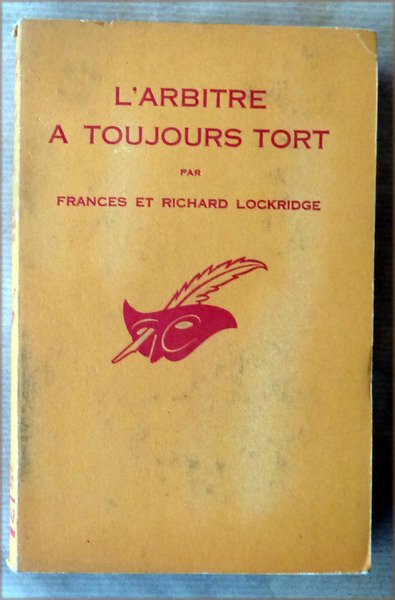 L'ARBITRE
A TOUJOURS TORT
PAR
FRANCES ET RICHARD LOCKRIDGE